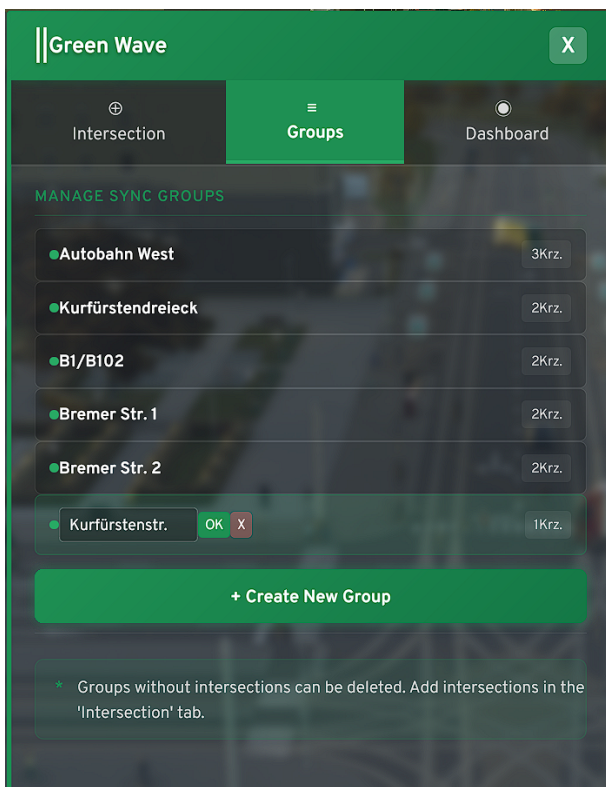 Green Wave
X
Intersection
Groups
Dashboard
MANAGE SYNC GROUPS
Autobahn West
3Krz.
Kurfürstendreieck
2Krz.
B1/B102
2Krz.
Bremer Str. 1
2Krz.
Bremer Str. 2
2Krz.
Kurfürstenstr.
OK
X
1Krz.
+ Create New Group
* Groups without intersections can be deleted. Add intersections in the
'Intersection' tab.